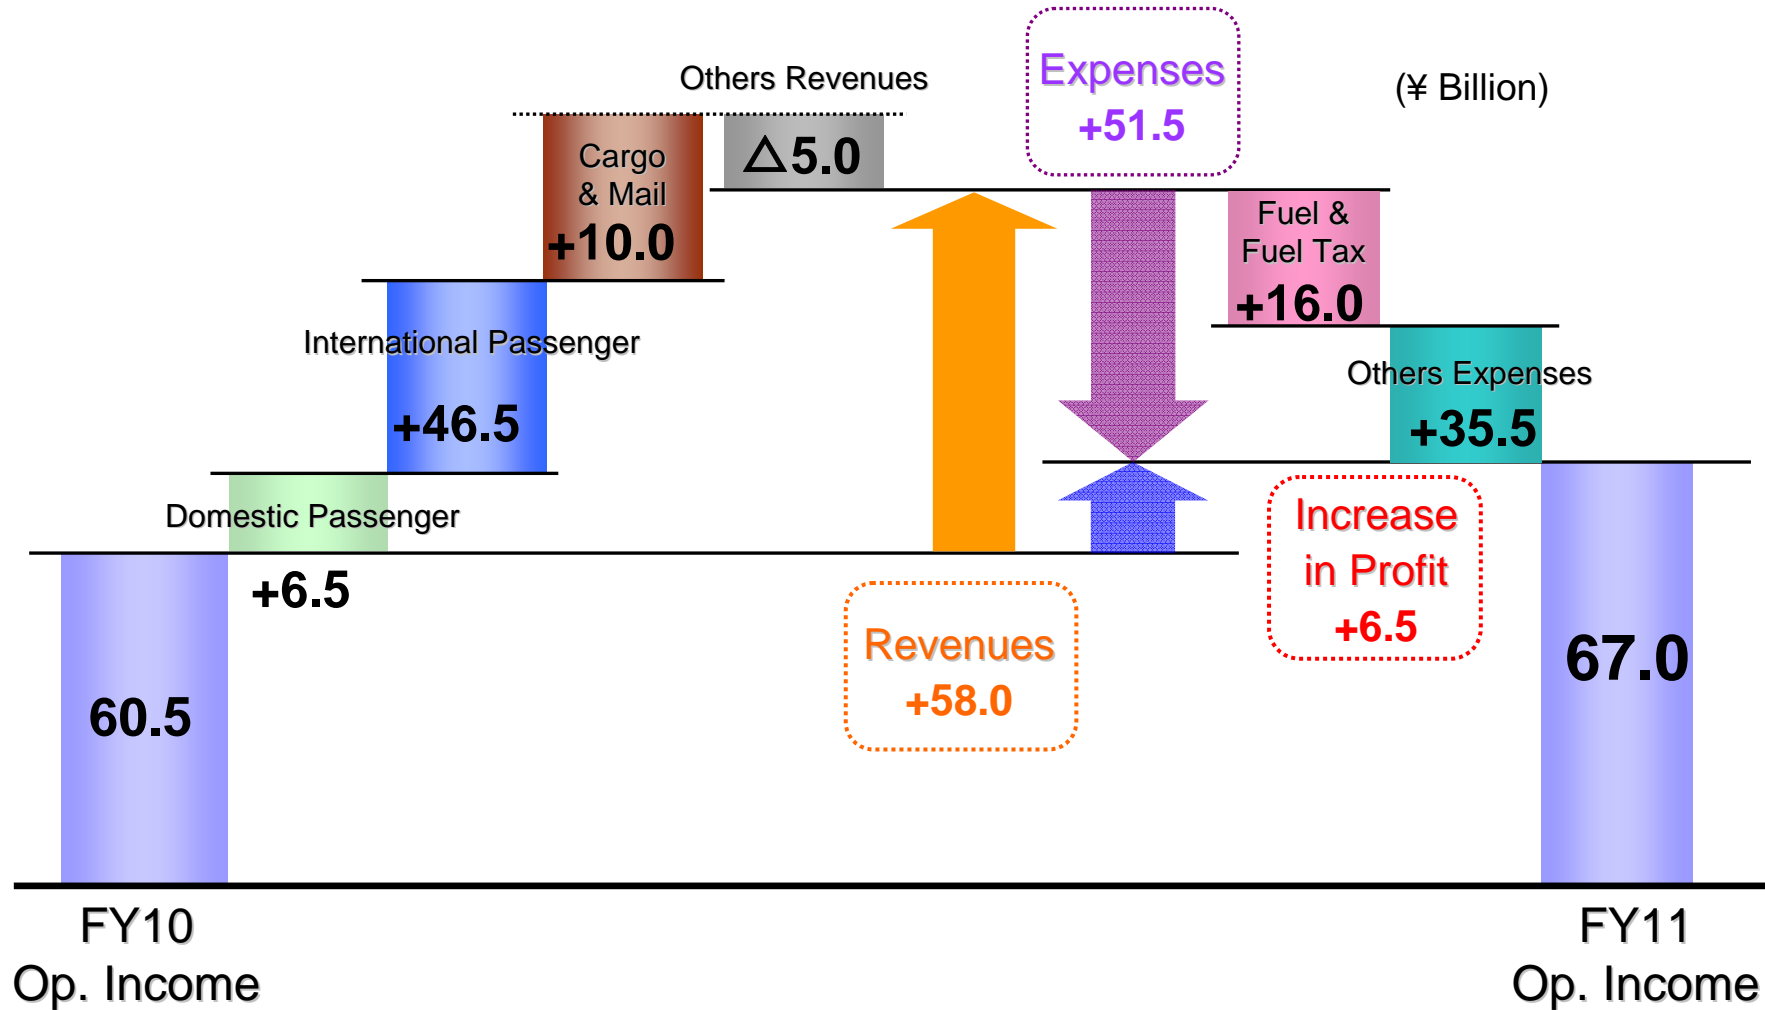 Others Revenues
△5.0
Expenses
+51.5
(¥ Billion)
Cargo
& Mail
+10.0
Fuel &
Fuel Tax
+16.0
International Passenger
+46.5
Others Expenses
+35.5
Domestic Passenger
+6.5
Increase
in Profit
+6.5
Revenues
+58.0
60.5
67.0
FY10
Op. Income
FY11
Op. Income